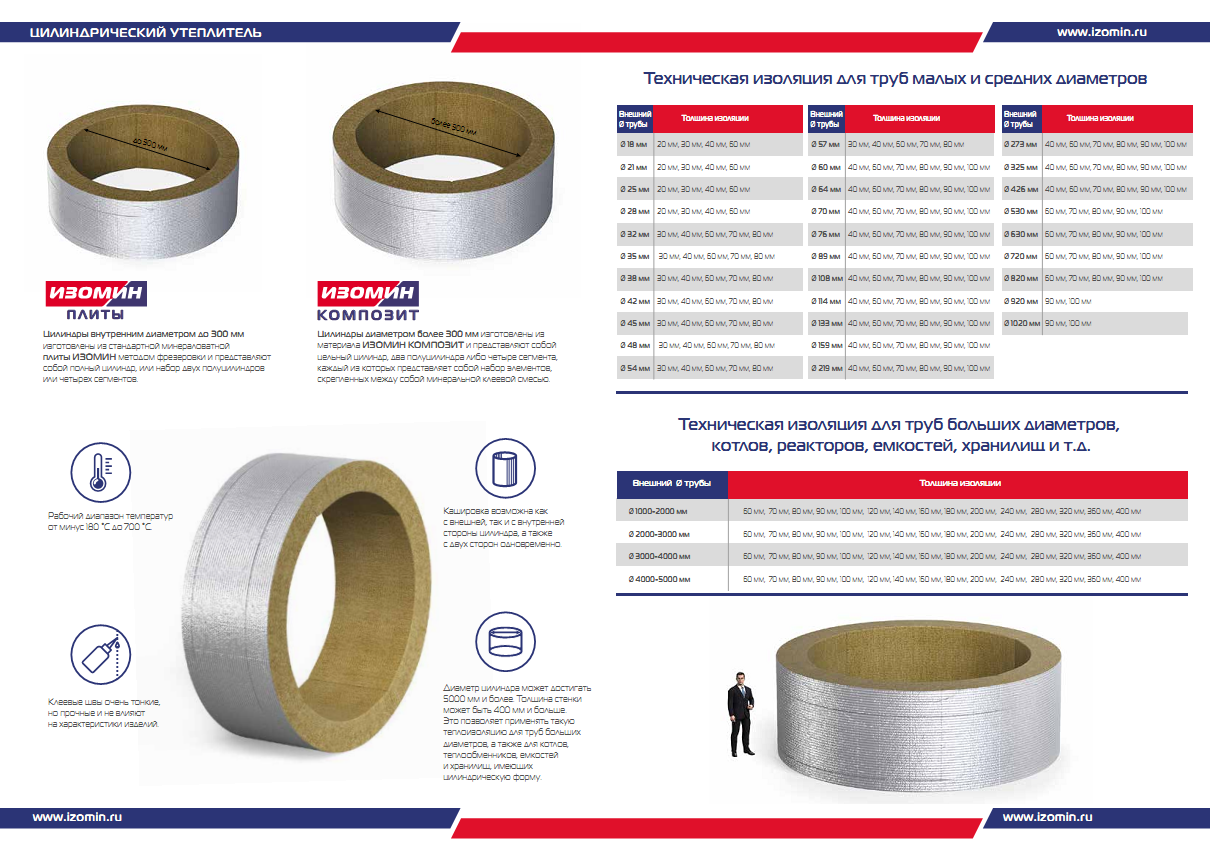 ЦИЛИНДРИЧЕСКИЙ УТЕПЛИТЕЛЬ
www.izomin.ru
до 300 мм
более 300 мм
ИЗОМИН
ПЛИТЫ
Цилиндры внутренним диаметром до 300 мм
изготовлены из стандартной минераловатной
плиты ИЗОМИН методом фрезеровки и представляют
собой полный цилиндр, или набор двух полуцилиндров
или четырех сегментов.
ИЗОМИН
КОМПОЗИТ
Цилиндры диаметром более 300 мм изготовлены из
материала ИЗОМИН КОМПОЗИТ и представляют собой
цельный цилиндр, два полуцилиндра либо четыре сегмента,
каждый из которых представляет собой набор элементов,
скрепленных между собой минеральной клеевой смесью.
Рабочий диапазон температур
от минус 180 °С до 700 °С.
Клеевые швы очень тонкие,
но прочные и не влияют
на характеристики изделий.
Кашировка возможна как
с внешней, так и с внутренней
стороны цилиндра, а также
с двух сторон одновременно.
Диаметр цилиндра может достигать
5000 мм и более. Толщина стенки
может быть 400 мм и больше.
Это позволяет применять такую
теплоизоляцию для труб больших
диаметров, а также для котлов,
теплообменников, емкостей
и хранилищ, имеющих
цилиндрическую форму.
Техническая изоляция для труб малых и средних диаметров
Внешний Ø трубы Толщина изоляции
Ø 18 мм 20 мм, 30 мм, 40 мм, 50 мм
Ø 21 мм 20 мм, 30 мм, 40 мм, 50 мм
Ø 25 мм 20 мм, 30 мм, 40 мм, 50 мм
Ø 28 мм 20 мм, 30 мм, 40 мм, 50 мм
Ø 32 мм 30 мм, 40 мм, 50 мм, 70 мм, 80 мм
Ø 35 мм 30 мм, 40 мм, 50 мм, 70 мм, 80 мм
Ø 38 мм 30 мм, 40 мм, 50 мм, 70 мм, 80 мм
Ø 42 мм 30 мм, 40 мм, 50 мм, 70 мм, 80 мм
Ø 45 мм 30 мм, 40 мм, 50 мм, 70 мм, 80 мм
Ø 48 мм 30 мм, 40 мм, 50 мм, 70 мм, 80 мм
Ø 54 мм 30 мм, 40 мм, 50 мм, 70 мм, 80 мм
Внешний Ø трубы Толщина изоляции
Ø 57 мм 30 мм, 40 мм, 50 мм, 70 мм, 80 мм
Ø 60 мм 40 мм, 50 мм, 70 мм, 80 мм, 90 мм, 100 мм
Ø 64 мм 40 мм, 50 мм, 70 мм, 80 мм, 90 мм, 100 мм
Ø 70 мм 40 мм, 50 мм, 70 мм, 80 мм, 90 мм, 100 мм
Ø 76 мм 40 мм, 50 мм, 70 мм, 80 мм, 90 мм, 100 мм
Ø 89 мм 40 мм, 50 мм, 70 мм, 80 мм, 90 мм, 100 мм
Ø 108 мм 40 мм, 50 мм, 70 мм, 80 мм, 90 мм, 100 мм
Ø 114 мм 40 мм, 50 мм, 70 мм, 80 мм, 90 мм, 100 мм
Ø 133 мм 40 мм, 50 мм, 70 мм, 80 мм, 90 мм, 100 мм
Ø 159 мм 40 мм, 50 мм, 70 мм, 80 мм, 90 мм, 100 мм
Ø 219 мм 40 мм, 50 мм, 70 мм, 80 мм, 90 мм, 100 мм
Внешний Ø трубы Толщина изоляции
Ø 273 мм 40 мм, 50 мм, 70 мм, 80 мм, 90 мм, 100 мм
Ø 325 мм 40 мм, 50 мм, 70 мм, 80 мм, 90 мм, 100 мм
Ø 426 мм 40 мм, 50 мм, 70 мм, 80 мм, 90 мм, 100 мм
Ø 530 мм 50 мм, 70 мм, 80 мм, 90 мм, 100 мм
Ø 630 мм 50 мм, 70 мм, 80 мм, 90 мм, 100 мм
Ø 720 мм 50 мм, 70 мм, 80 мм, 90 мм, 100 мм
Ø 820 мм 50 мм, 70 мм, 80 мм, 90 мм, 100 мм
Ø 920 мм 90 мм, 100 мм
Ø 1020 мм 90 мм, 100 мм
Техническая изоляция для труб больших диаметров,
котлов, реакторов, емкостей, хранилищ и т.д.
Внешний Ø трубы Толщина изоляции
Ø 1000-2000 мм 60 мм, 70 мм, 80 мм, 90 мм, 100 мм, 120 мм, 140 мм, 160 мм, 180 мм, 200 мм, 240 мм, 280 мм, 320 мм, 360 мм, 400 мм
Ø 2000-3000 мм 60 мм, 70 мм, 80 мм, 90 мм, 100 мм, 120 мм, 140 мм, 160 мм, 180 мм, 200 мм, 240 мм, 280 мм, 320 мм, 360 мм, 400 мм
Ø 3000-4000 мм 60 мм, 70 мм, 80 мм, 90 мм, 100 мм, 120 мм, 140 мм, 160 мм, 180 мм, 200 мм, 240 мм, 280 мм, 320 мм, 360 мм, 400 мм
Ø 4000-5000 мм 60 мм, 70 мм, 80 мм, 90 мм, 100 мм, 120 мм, 140 мм, 160 мм, 180 мм, 200 мм, 240 мм, 280 мм, 320 мм, 360 мм, 400 мм
www.izomin.ru
www.izomin.ru